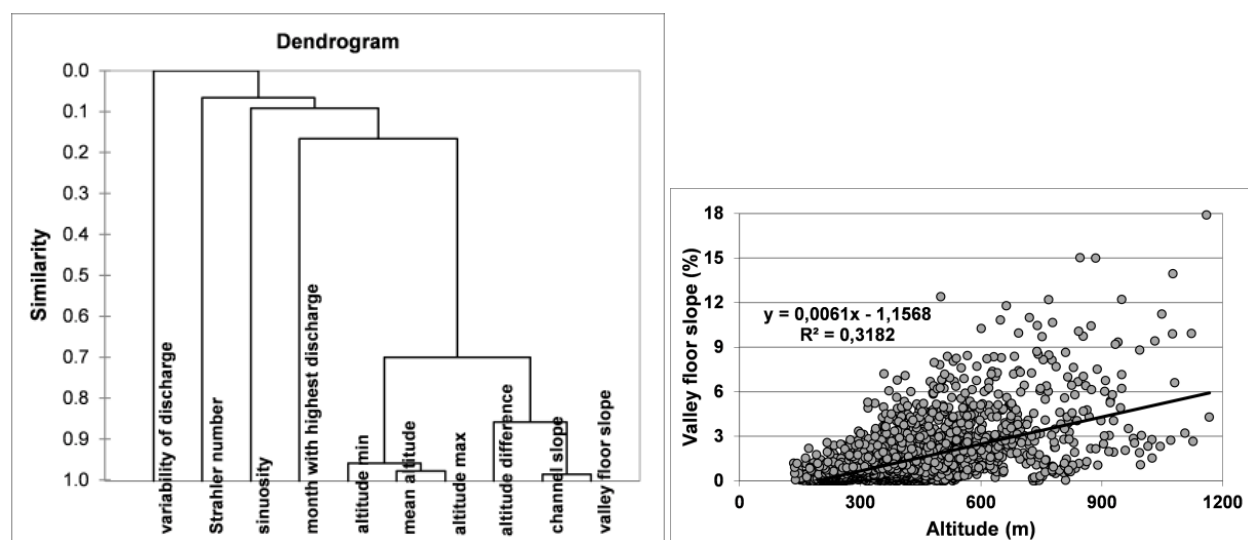 Dendrogram
Similarity
0.0
0.1
0.2
0.3
0.4
0.5
0.6
0.7
0.8
0.9
1.0
variability of discharge
Strahler number
sinuosity
month with highest discharge
altitude min
mean altitude
altitude max
altitude difference
channel slope
valley floor slope
Valley floor slope (%)
18
15
12
9
6
3
0
y = 0,0061x - 1,1568
R² = 0,3182
0 300 600 900 1200
Altitude (m)